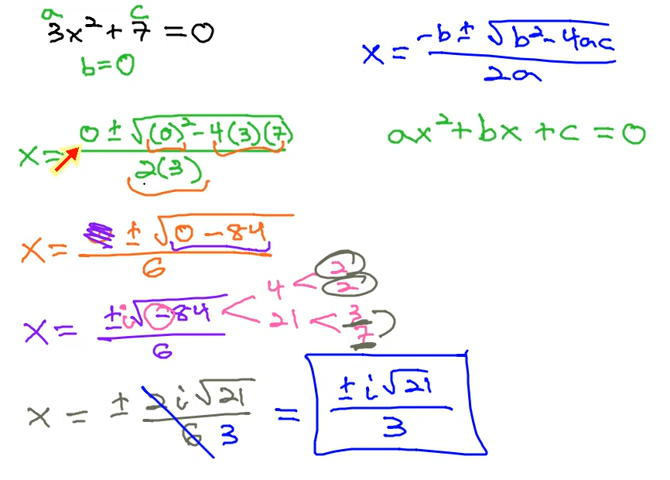 a c
3x² + 7 = 0
b = 0
x = (-b ± √(b² - 4ac)) / 2a
ax² + bx + c = 0
x = (0 ± √((0)² - 4(3)(7))) / 2(3)
x = (± √(0 - 84)) / 6
x = (± i√(-84)) / 6
4 < 2 2
21 < 3 7
x = ± 2i√21 / 6 3 = (± i√21) / 3